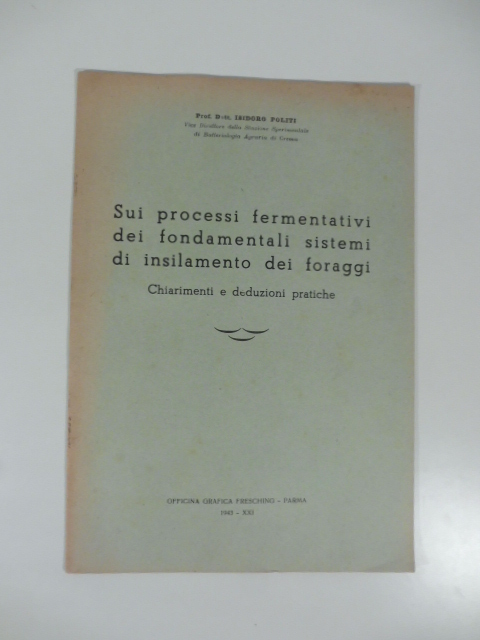 Prof. Dott. ISIDORO POLITI
Vice Direttore della Stazione Sperimentale
di Batteriologia Agraria di Crema
Sui processi fermentativi
dei fondamentali sistemi
di insilamento dei foraggi
Chiarimenti e deduzioni pratiche
OFFICINA GRAFICA FRESCHING - PARMA
1943 - XXI